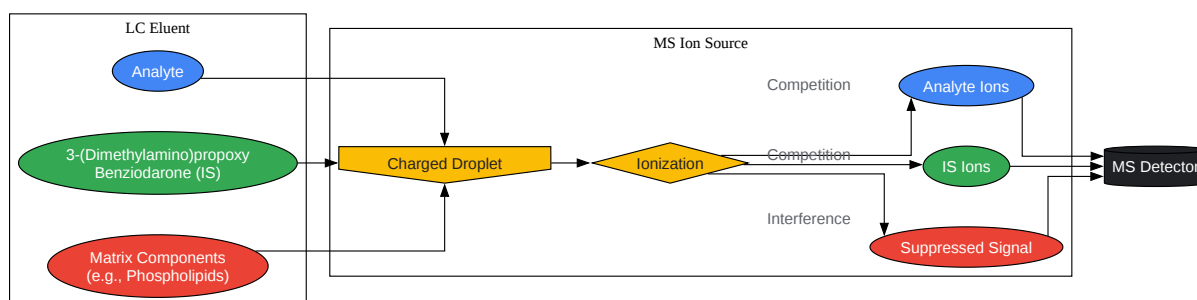 LC Eluent
MS Ion Source
Analyte
Competition
Analyte Ions
3-(Dimethylamino)propoxy
Benziodarone (IS)
Charged Droplet
Ionization
Competition
IS Ions
MS Detector
Interference
Matrix Components
(e.g., Phospholipids)
Suppressed Signal